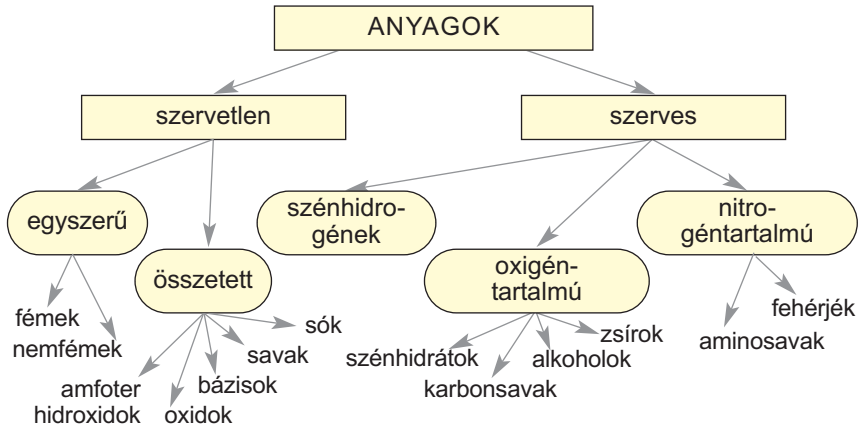 ANYAGOK
szervetlen
szerves
egyszerű
szénhidro-
gének
nitro-
géntartalmú
összetett
oxigén-
tartalmú
fémek
nemfémek
sók
savak
bázisok
amfoter
hidroxidok
oxidok
szénhidrátok
karbonsavak
alkoholok
zsírok
fehérjék
aminosavak